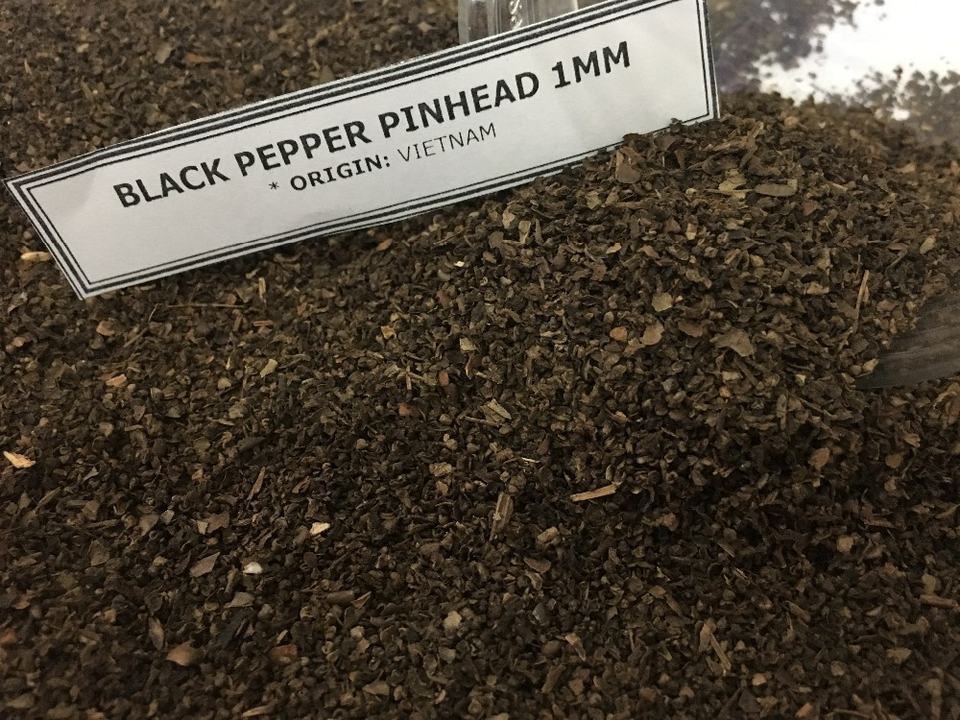 BLACK PEPPER PINHEAD 1MM
* ORIGIN: VIETNAM